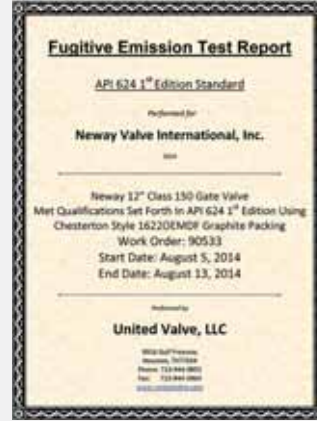 Fugitive Emission Test Report
API 624 1st Edition Standard
Performed for
Neway Valve International, Inc.
Neway 12" Class 150 Gate Valve
Met Qualifications Set Forth in API 624 1st Edition Using
Chesterton Style 1622OEMDF Graphite Packing
Work Order: 90533
Start Date: August 5, 2014
End Date: August 13, 2014
Performed by
United Valve, LLC